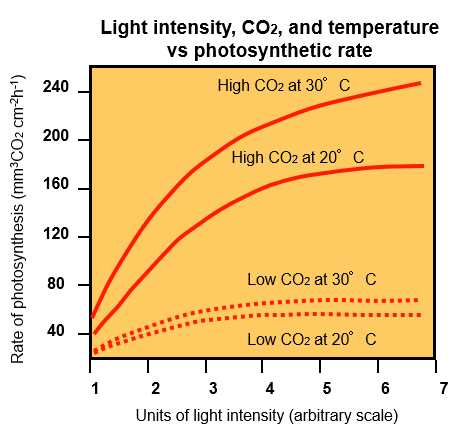 Light intensity, CO2, and temperature
vs photosynthetic rate
Rate of photosynthesis (mm3CO2 cm-2h-1)
240
200
160
120
80
40
High CO2 at 30° C
High CO2 at 20° C
Low CO2 at 30° C
Low CO2 at 20° C
1 2 3 4 5 6 7
Units of light intensity (arbitrary scale)